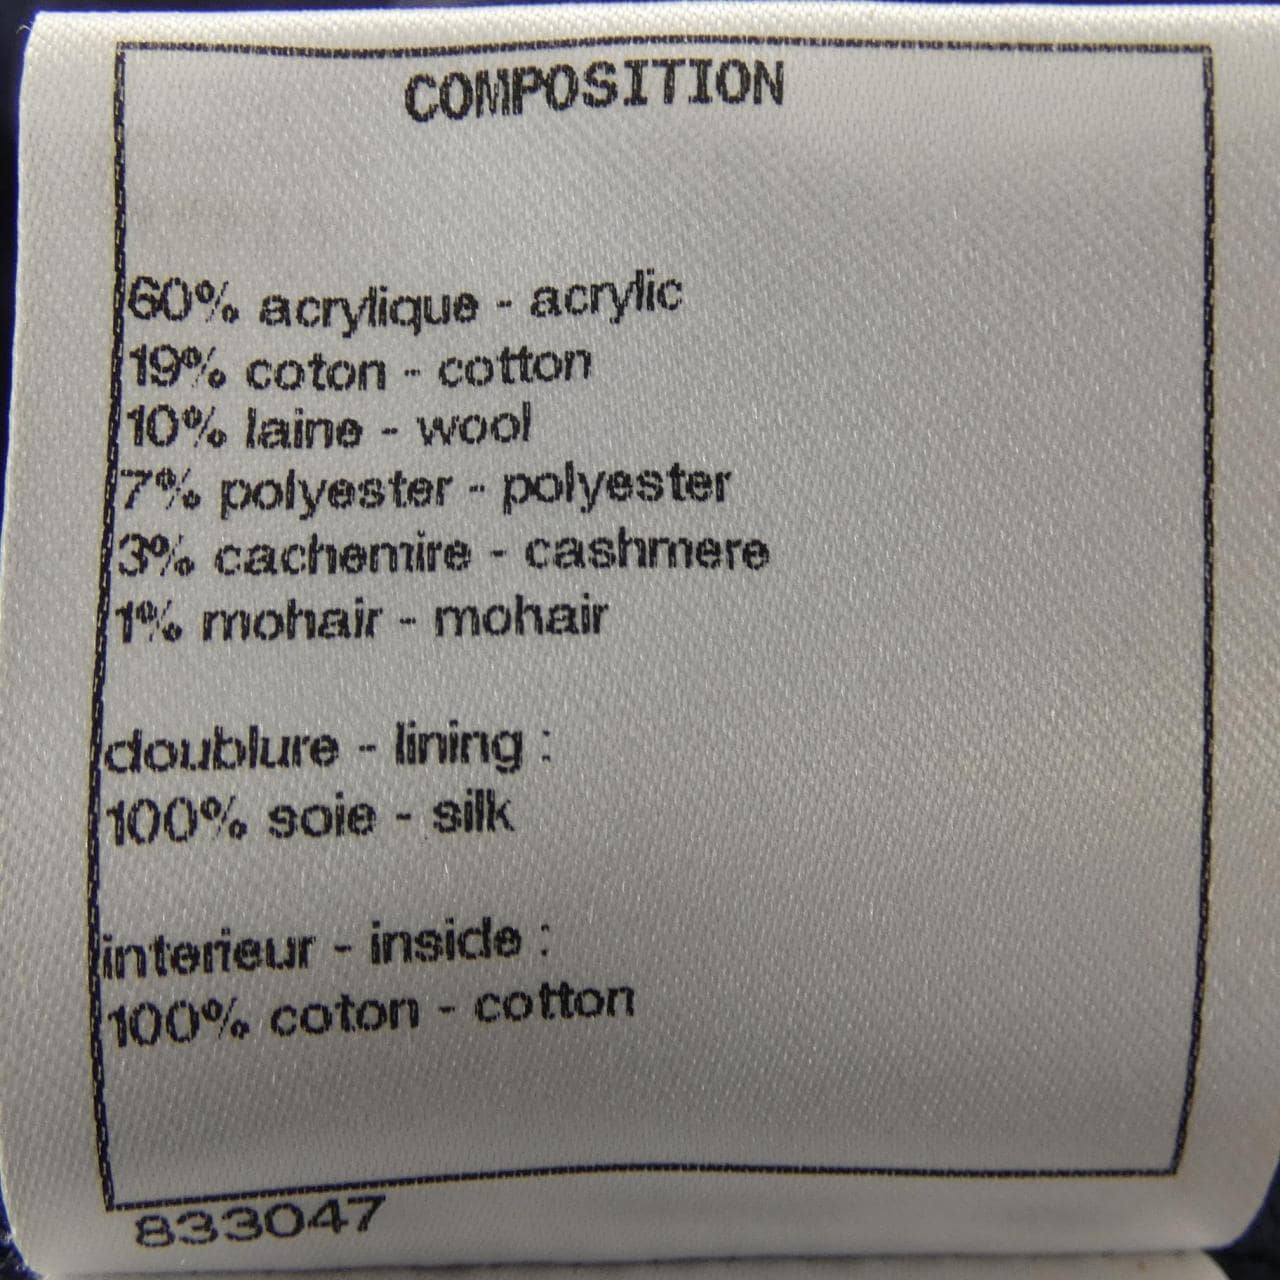 COMPOSITION
60% acrylique - acrylic
19% coton - cotton
10% laine - wool
7% polyester - polyester
3% cachemire - cashmere
1% mohair - mohair
doublure - lining :
100% soie - silk
interieur - inside :
100% coton - cotton
833047